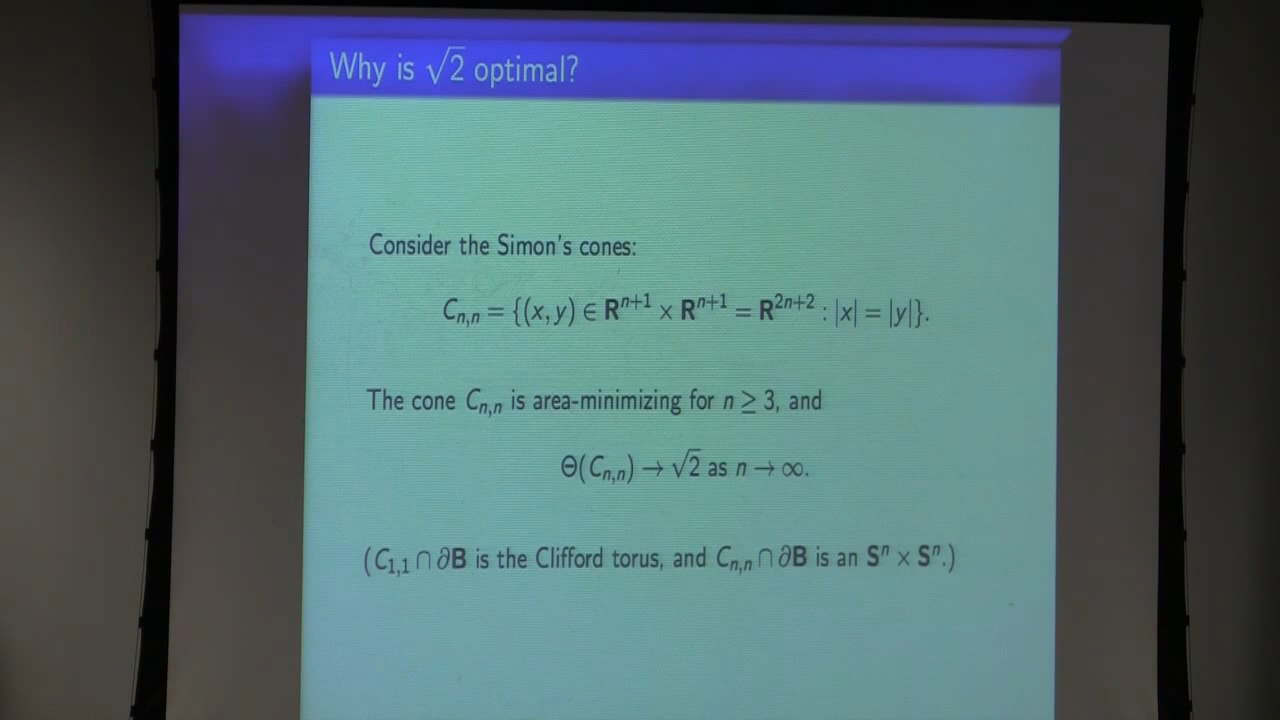 Why is √2 optimal?
Consider the Simon's cones:
C_{n,n} = {(x, y) ∈ R^{n+1} × R^{n+1} = R^{2n+2} : |x| = |y|}.
The cone C_{n,n} is area-minimizing for n ≥ 3, and
Θ(C_{n,n}) → √2 as n → ∞.
(C_{1,1} ∩ ∂B is the Clifford torus, and C_{n,n} ∩ ∂B is an S^n × S^n.)